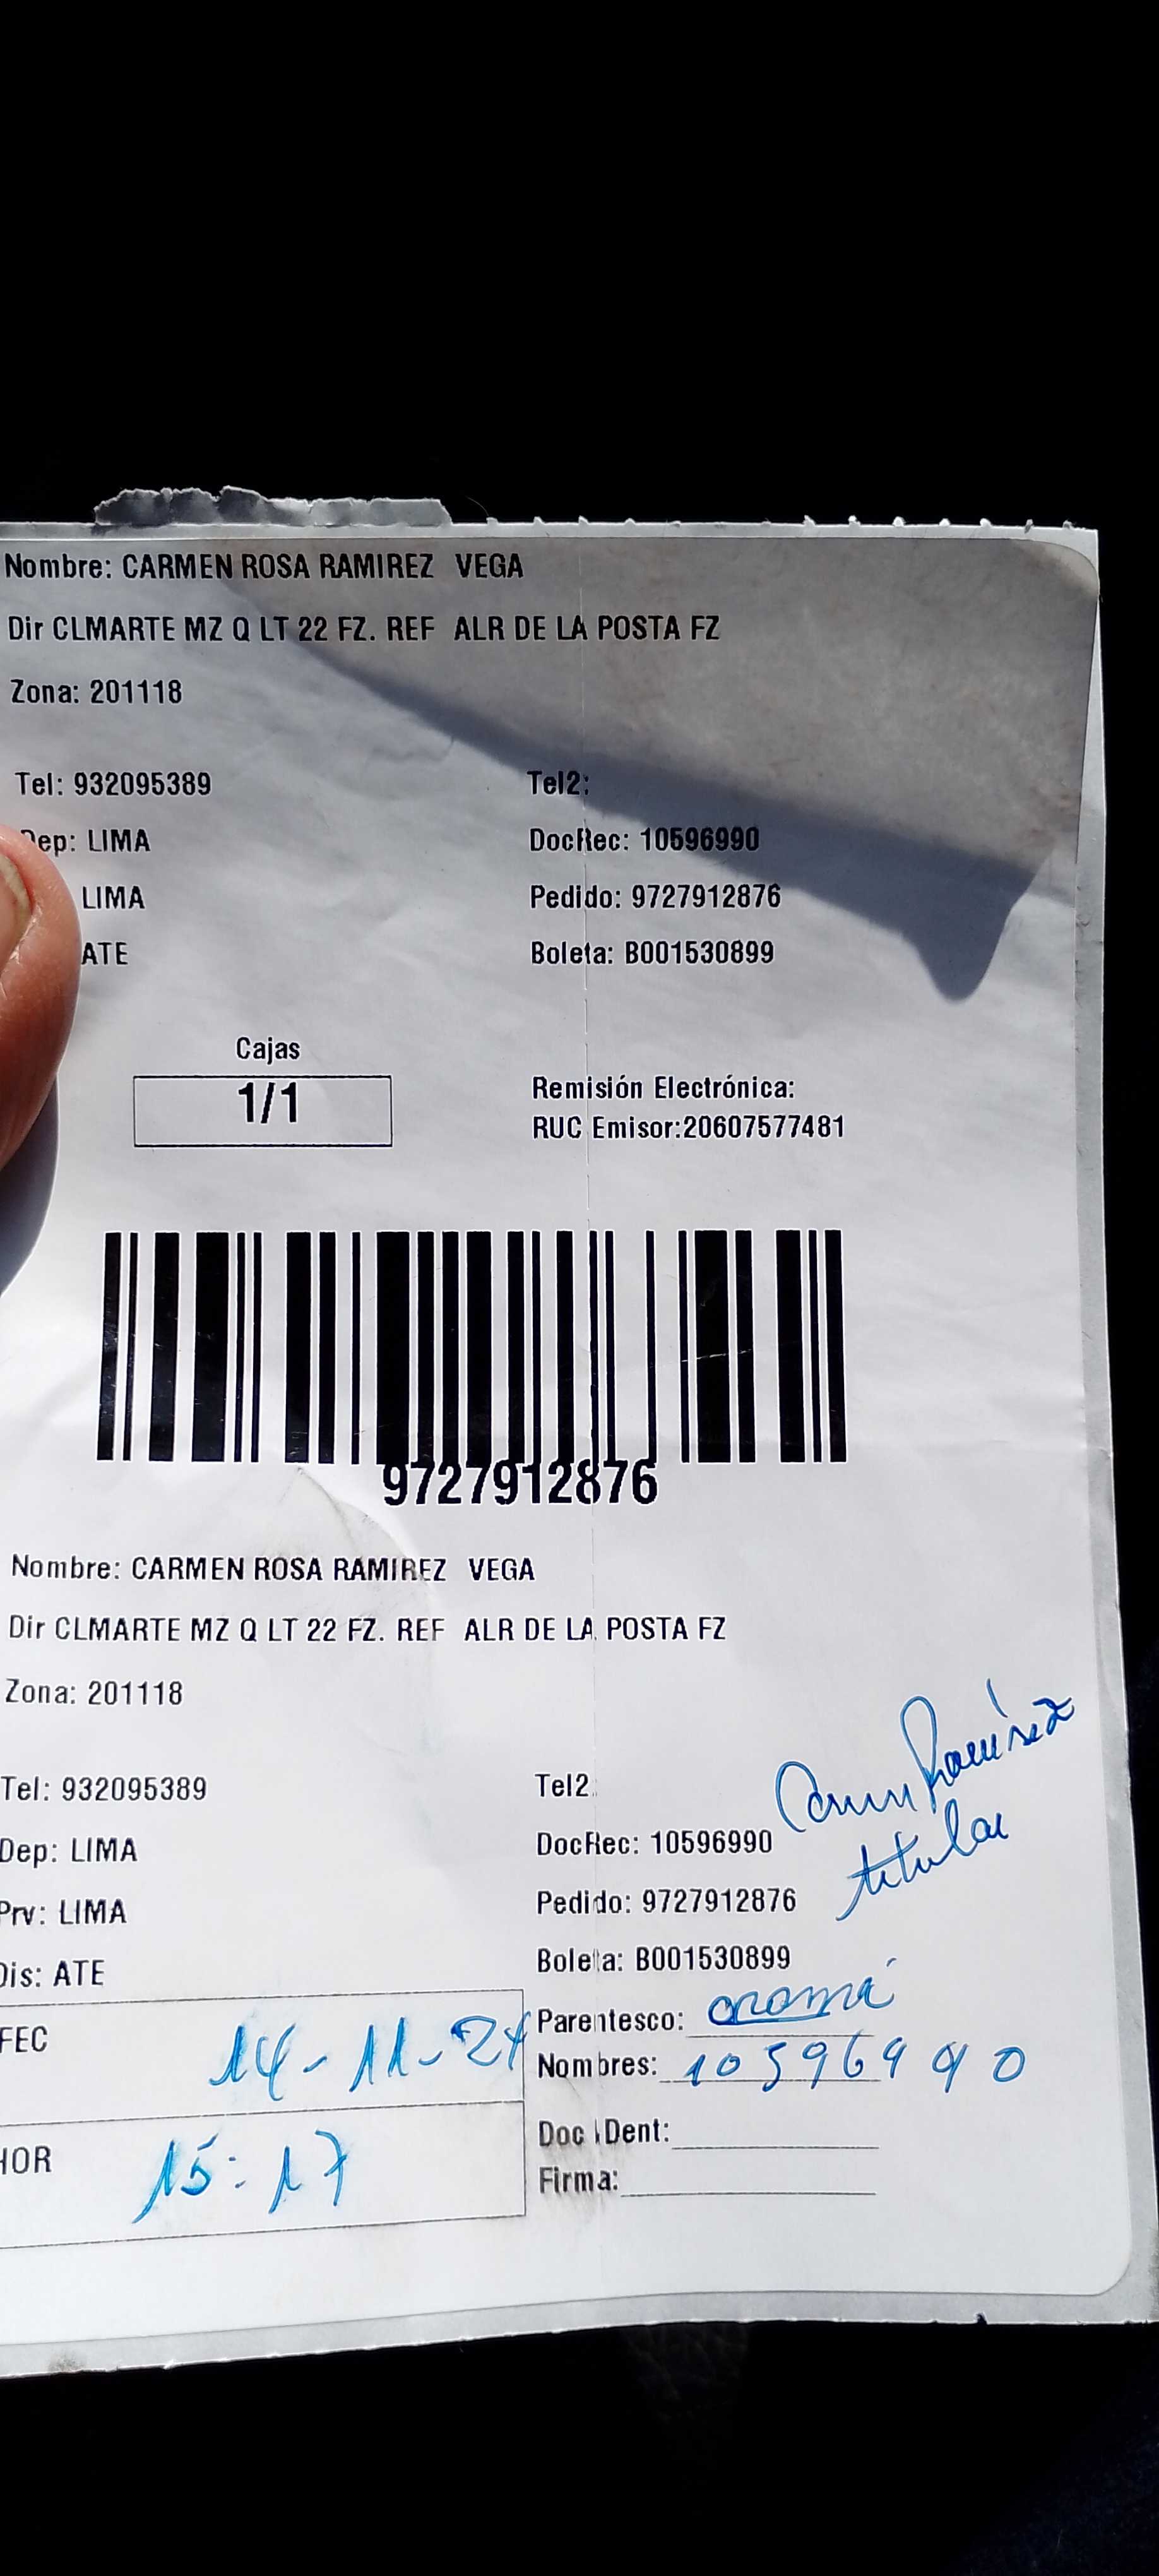 Nombre: CARMEN ROSA RAMIREZ VEGA
Dir CLMARTE MZ Q LT 22 FZ. REF ALR DE LA POSTA FZ
Zona: 201118
Tel: 932095389 Tel2:
Dep: LIMA DocRec: 10596990
LIMA Pedido: 9727912876
ATE Boleta: B001530899
Cajas
1/1
Remisión Electrónica:
RUC Emisor:20607577481
9727912876
Nombre: CARMEN ROSA RAMIREZ VEGA
Dir CLMARTE MZ Q LT 22 FZ. REF ALR DE LA POSTA FZ
Zona: 201118
Tel: 932095389 Tel2
Dep: LIMA DocRec: 10596990
Ramírez
titular
Prv: LIMA Pedido: 9727912876
Dis: ATE Boleta: B001530899
FEC 14-11-24
Parentesco:
Nombres: 10596990
HOR 15:17
Doc Dent:
Firma: